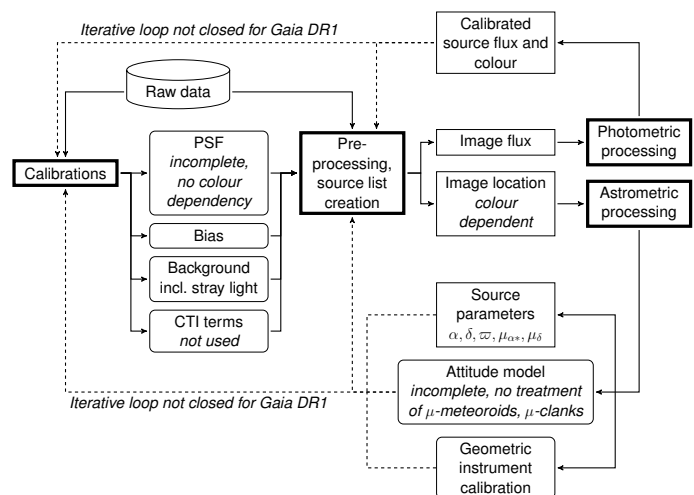 Iterative loop not closed for Gaia DR1
Calibrated
source flux and
colour
Raw data
PSF
incomplete,
no colour
dependency
Pre-
processing,
source list
creation
Image flux
Photometric
processing
Calibrations
Image location
colour
dependent
Astrometric
processing
Bias
Background
incl. stray light
CTI terms
not used
Source
parameters
α, δ, ϖ, μα∗, μδ
Attitude model
incomplete, no treatment
of μ-meteoroids, μ-clanks
Iterative loop not closed for Gaia DR1
Geometric
instrument
calibration